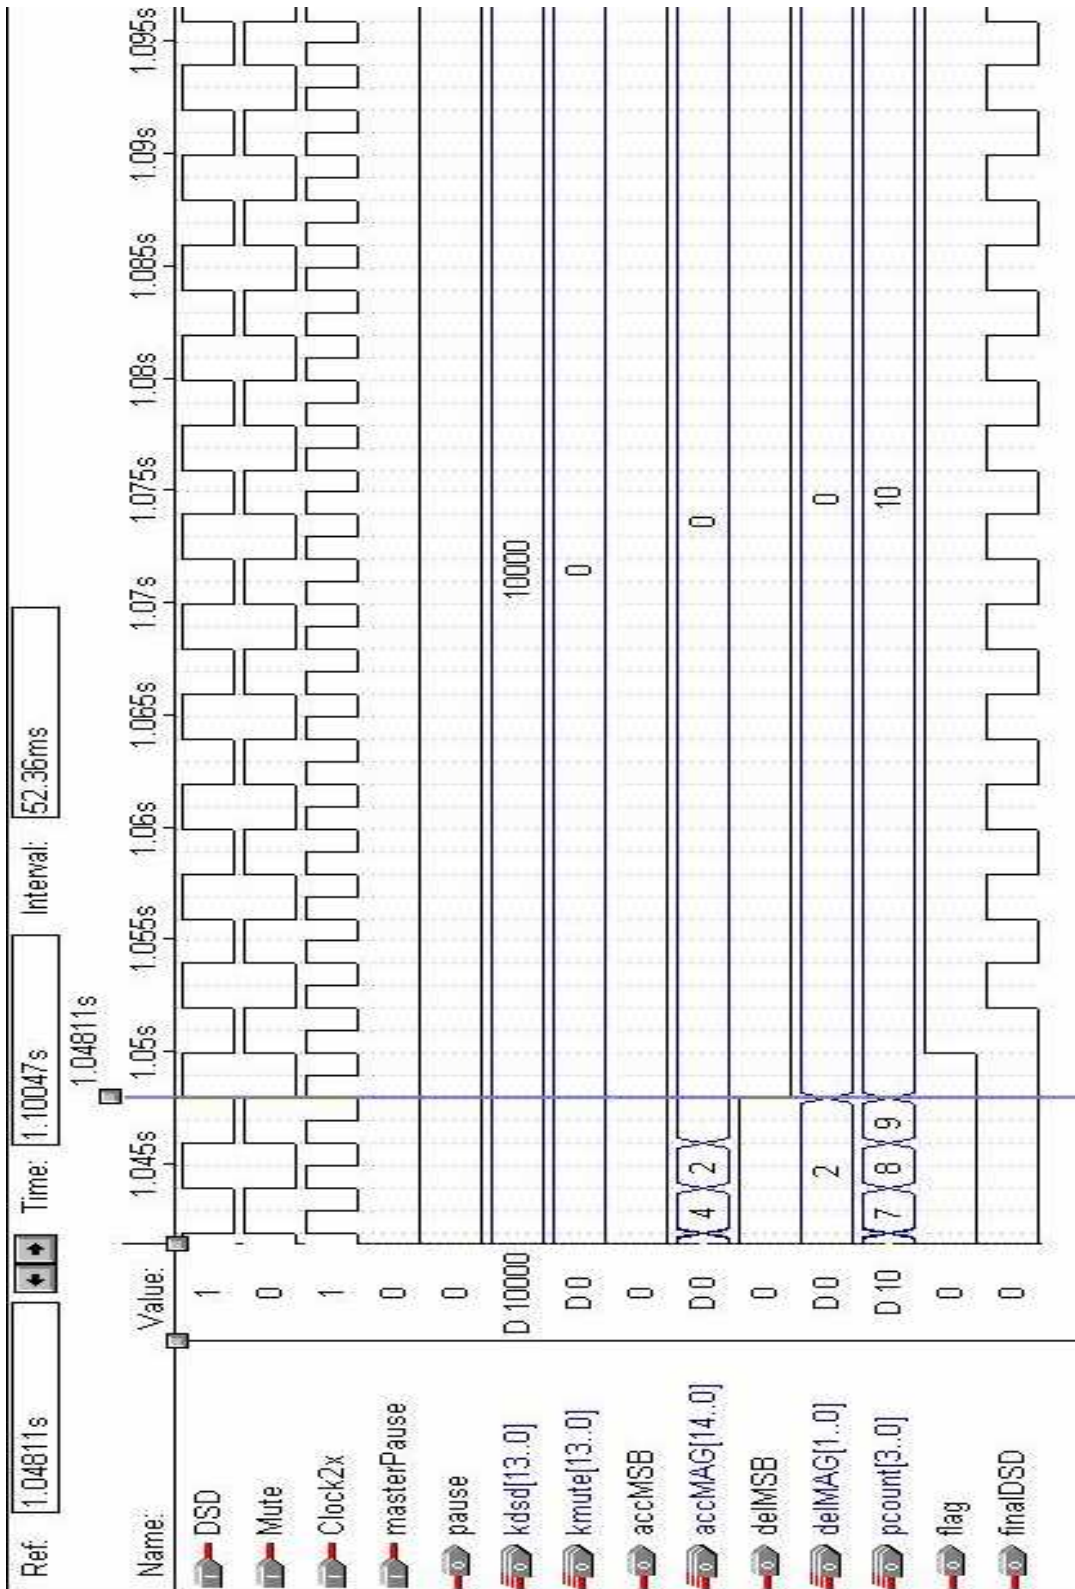 Ref: 1.04811s Time: 1.10047s Interval: 52.36ms
1.04811s
Name: Value: 1.045s 1.05s 1.055s 1.06s 1.065s 1.07s 1.075s 1.08s 1.085s 1.09s 1.095s
DSD 1
Mute 0
Clock2x 1
masterPause 0
pause 0
kdsd[13..0] D 10000 10000
kmute[13..0] D 0 0
accMSB 0
accMAG[14..0] D 0 4 2 0
delMSB 0
delMAG[1..0] D 0 2 0
pcount[3..0] D 10 7 8 9 10
flag 0
finalDSD 0